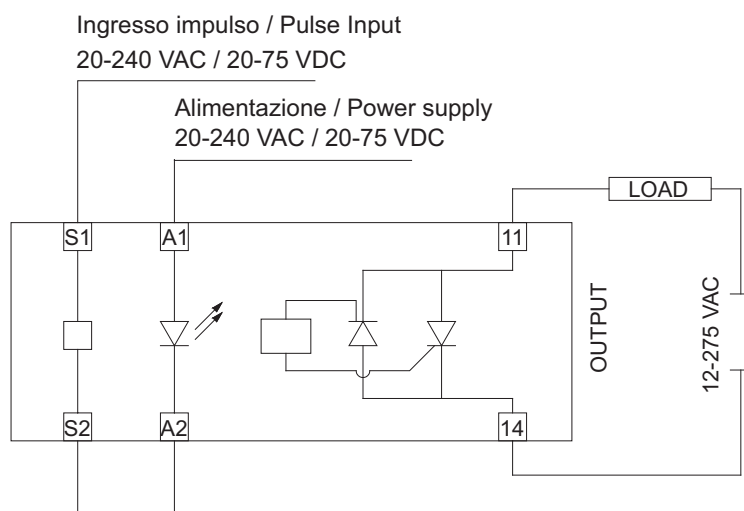 Ingresso impulso / Pulse Input
20-240 VAC / 20-75 VDC
Alimentazione / Power supply
20-240 VAC / 20-75 VDC
LOAD
S1
A1
11
OUTPUT
12-275 VAC
S2
A2
14